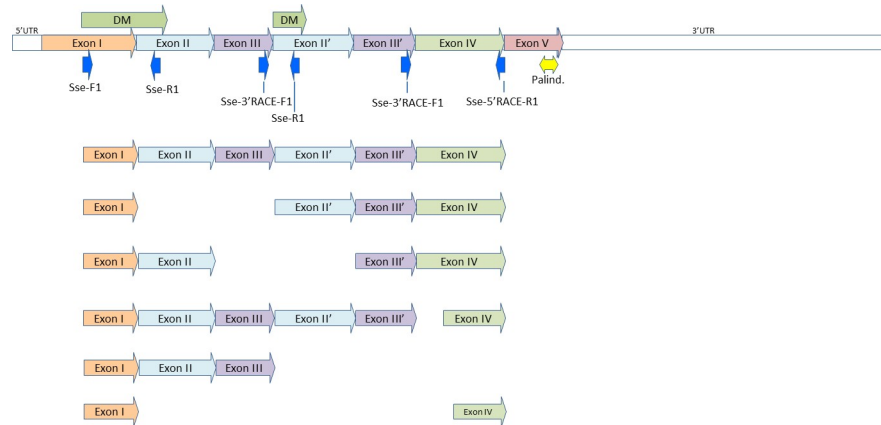 DM DM
5'UTR 3'UTR
Exon I Exon II Exon III Exon II' Exon III' Exon IV Exon V
Palind.
Sse-F1 Sse-R1
Sse-3'RACE-F1 Sse-3'RACE-F1 Sse-5'RACE-R1
Sse-R1
Exon I Exon II Exon III Exon II' Exon III' Exon IV
Exon I Exon II' Exon III' Exon IV
Exon I Exon II Exon III' Exon IV
Exon I Exon II Exon III Exon II' Exon III' Exon IV
Exon I Exon II Exon III
Exon I Exon IV